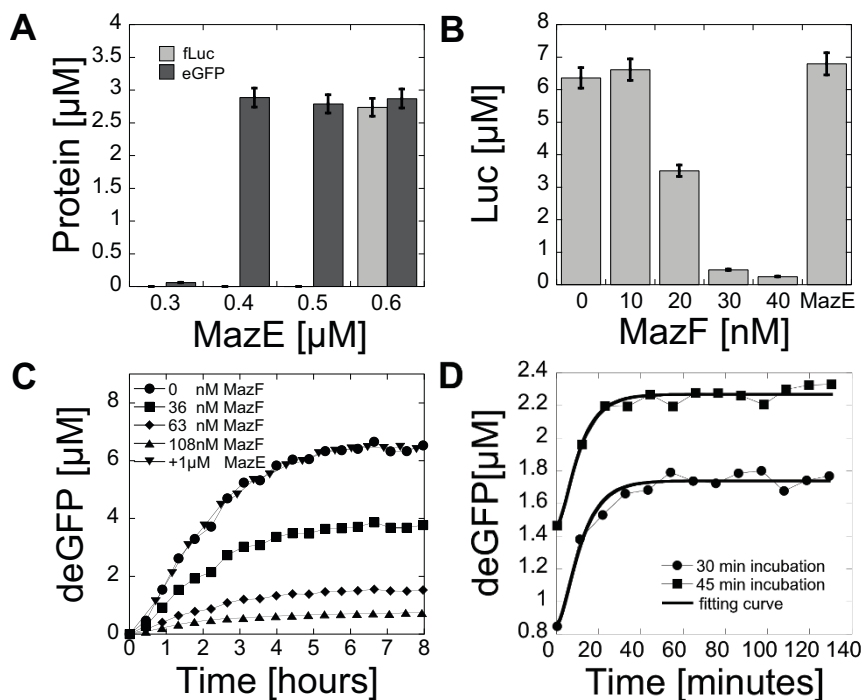 A
fLuc
eGFP
Protein [µM]
4
3.5
3
2.5
2
1.5
1
0.5
0
0.3 0.4 0.5 0.6
MazE [µM]
B
Luc [µM]
8
7
6
5
4
3
2
1
0
0 10 20 30 40 MazE
MazF [nM]
C
0 nM MazF
36 nM MazF
63 nM MazF
108nM MazF
+1µM MazE
deGFP [µM]
8
6
4
2
0
0 1 2 3 4 5 6 7 8
Time [hours]
D
deGFP[µM]
2.4
2.2
2
1.8
1.6
1.4
1.2
1
0.8
30 min incubation
45 min incubation
fitting curve
0 20 40 60 80 100 120 140
Time [minutes]